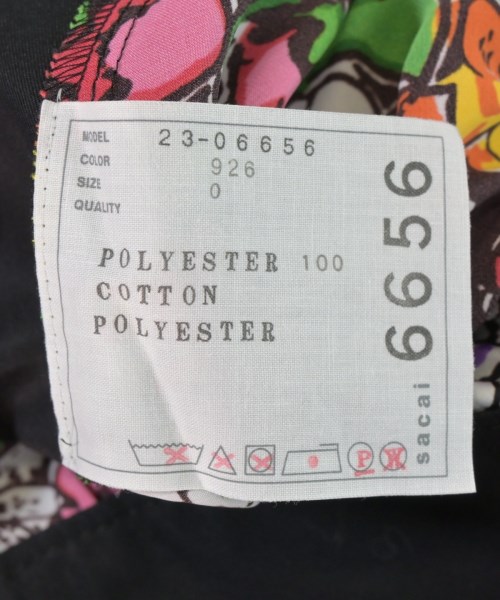 MODEL 23-06656
COLOR 926
SIZE 0
QUALITY
POLYESTER 100
COTTON
POLYESTER
sacai 6656
P W